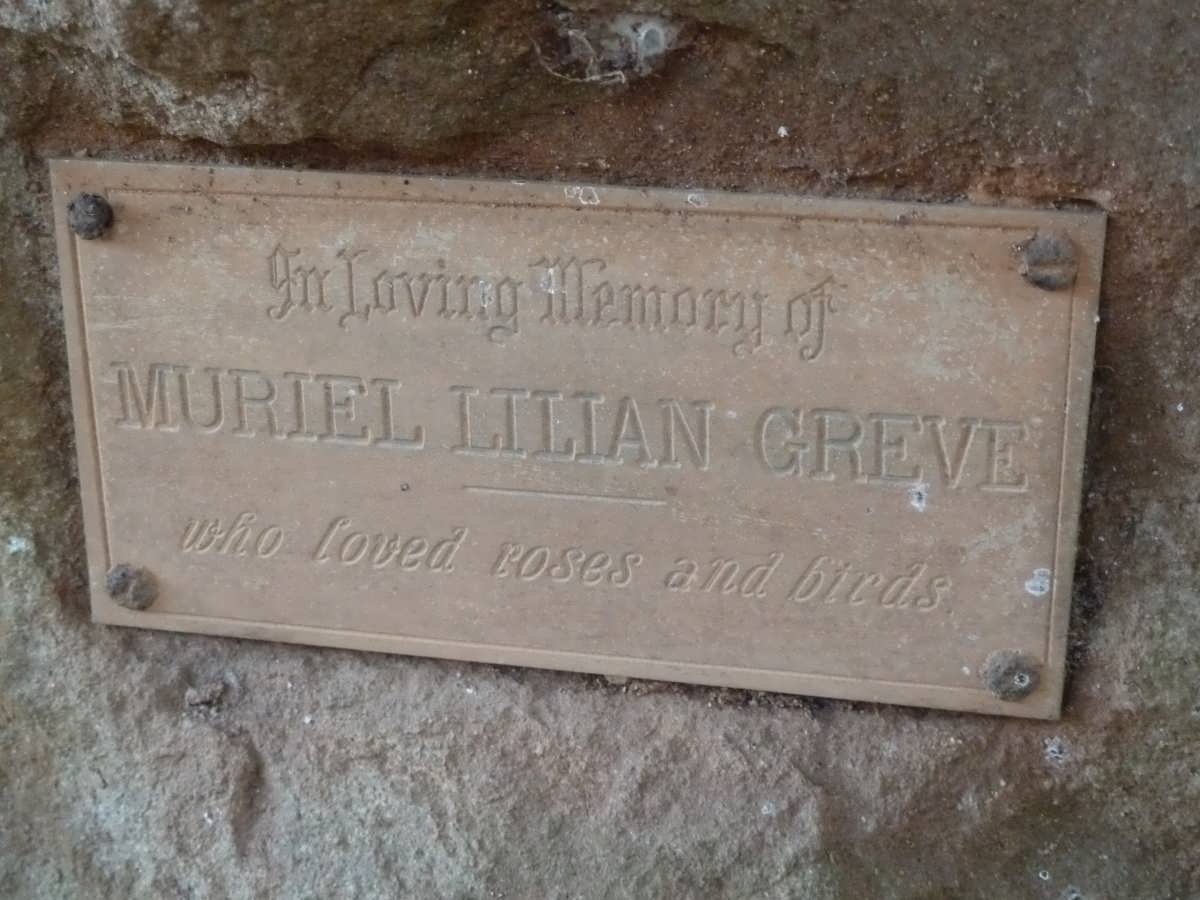 In Loving Memory of
MURIEL LILIAN GREVE
who loved roses and birds